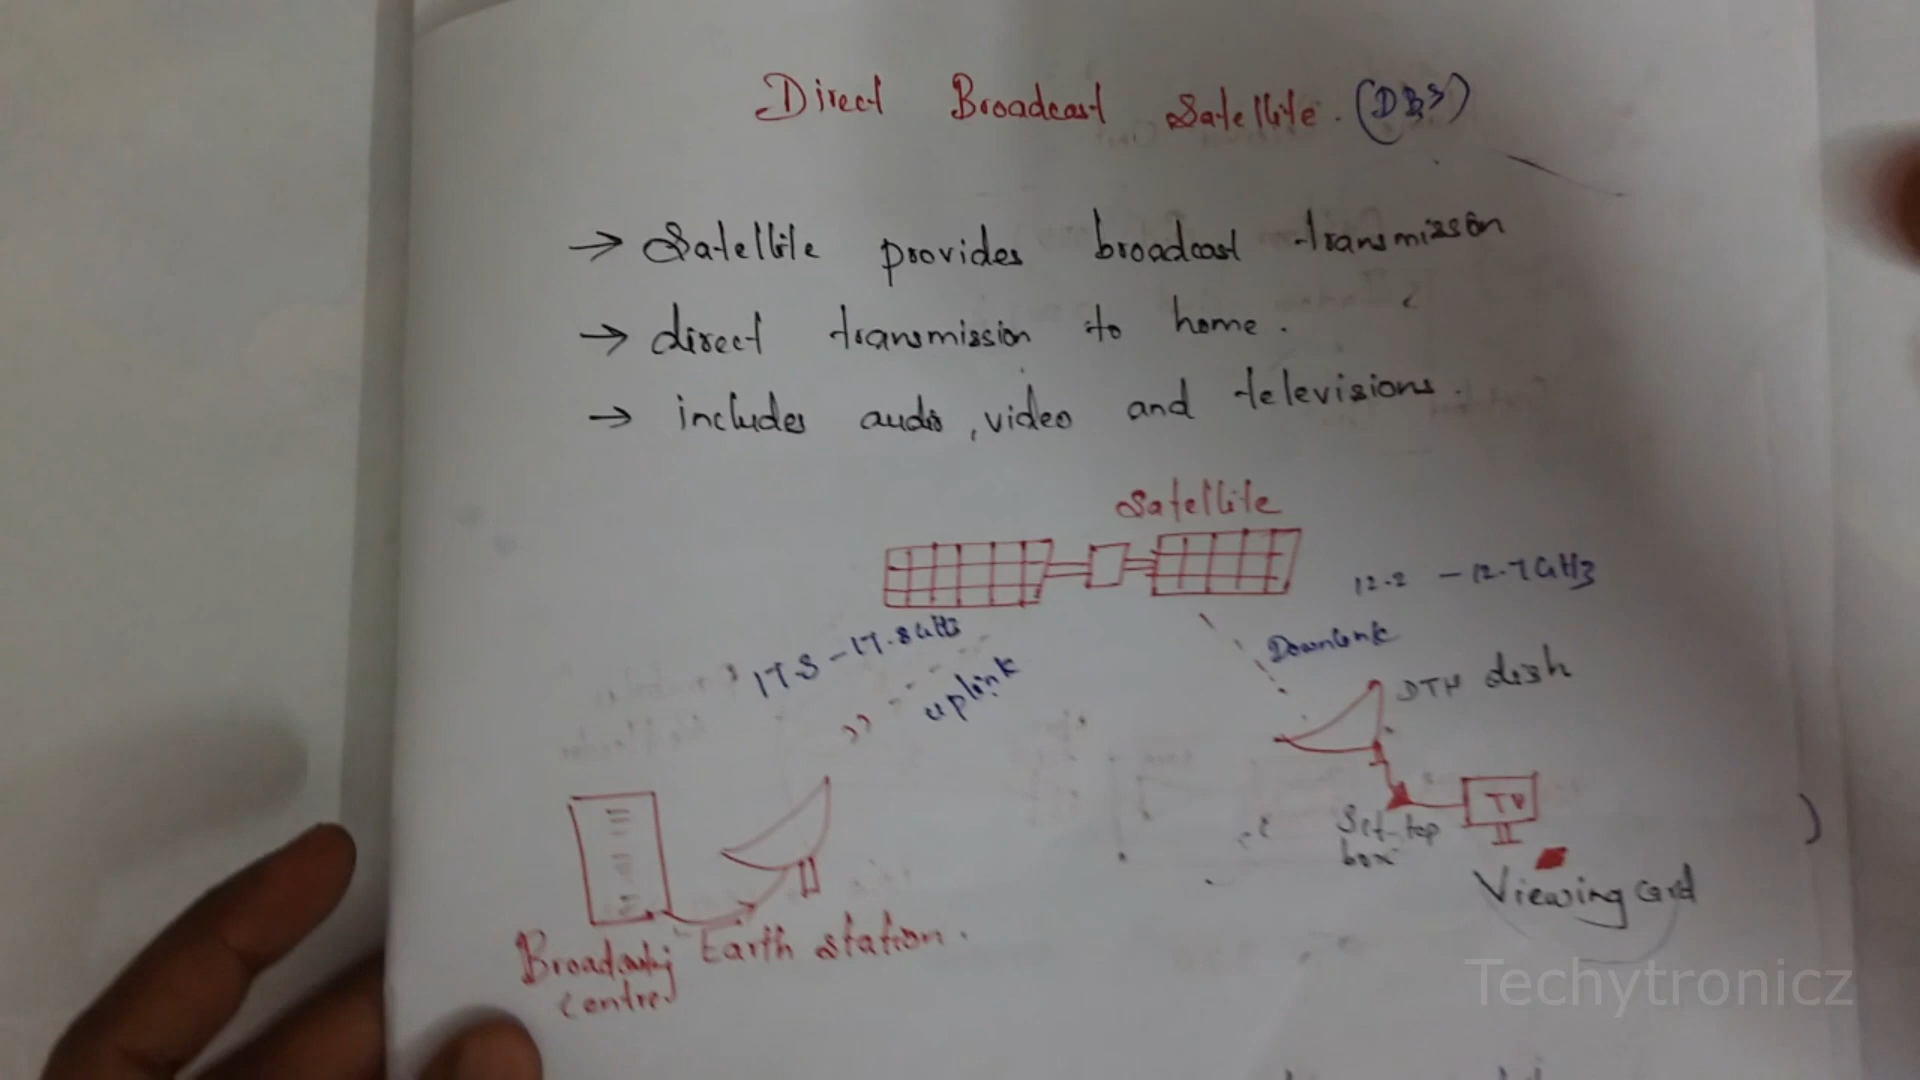 Direct Broadcast Satellite. (DBS)
→ Satellite provides broadcast transmission
→ direct transmission to home.
→ includes audio, video and televisions.
Satellite
12.2 - 12.7 GHz
17.3 - 17.8 GHz
uplink
Downlink
DTH dish
TV
Set-top
box
Viewing card
Broadcasting
centre
Earth station.
Techytronicz